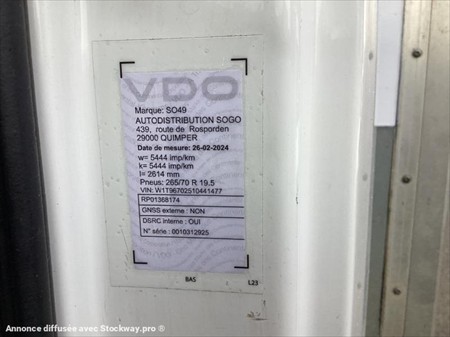 VDO
Marque: SO49
AUTODISTRIBUTION SOGO
439, route de Rosporden
29000 QUIMPER
Date de mesure: 26-02-2024
w= 5444 imp/km
k= 5444 imp/km
l= 2614 mm
Pneus: 265/70 R 19.5
VIN: W1T96702510441477
RP01368174
GNSS externe : NON
DSRC interne : OUI
N° série : 0010312925
BAS
L23
Annonce diffusée avec Stockway.pro ®